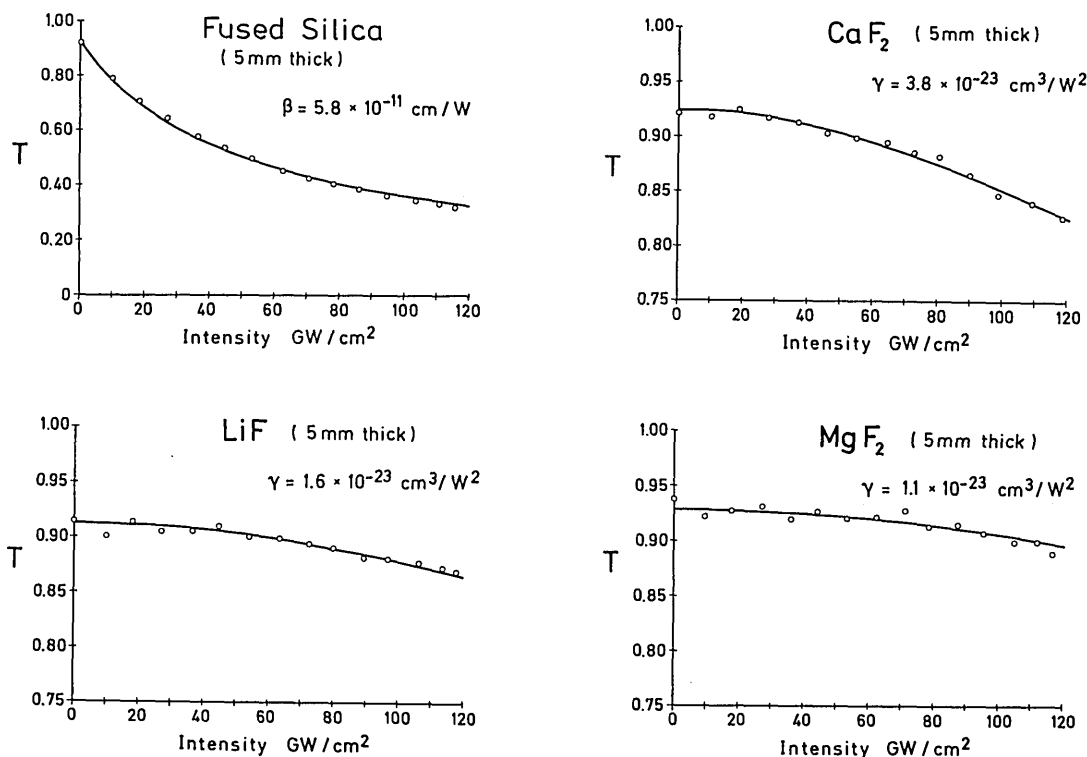 Fused Silica
(5mm thick)
β = 5.8 × 10⁻¹¹ cm/W
T
1.00
0.80
0.60
0.40
0.20
0
0 20 40 60 80 100 120
Intensity GW/cm²
CaF₂ (5mm thick)
γ = 3.8 × 10⁻²³ cm³/W²
T
1.00
0.95
0.90
0.85
0.80
0.75
0 20 40 60 80 100 120
Intensity GW/cm²
LiF (5mm thick)
γ = 1.6 × 10⁻²³ cm³/W²
T
1.00
0.95
0.90
0.85
0.80
0.75
0 20 40 60 80 100 120
Intensity GW/cm²
MgF₂ (5mm thick)
γ = 1.1 × 10⁻²³ cm³/W²
T
1.00
0.95
0.90
0.85
0.80
0.75
0 20 40 60 80 100 120
Intensity GW/cm²